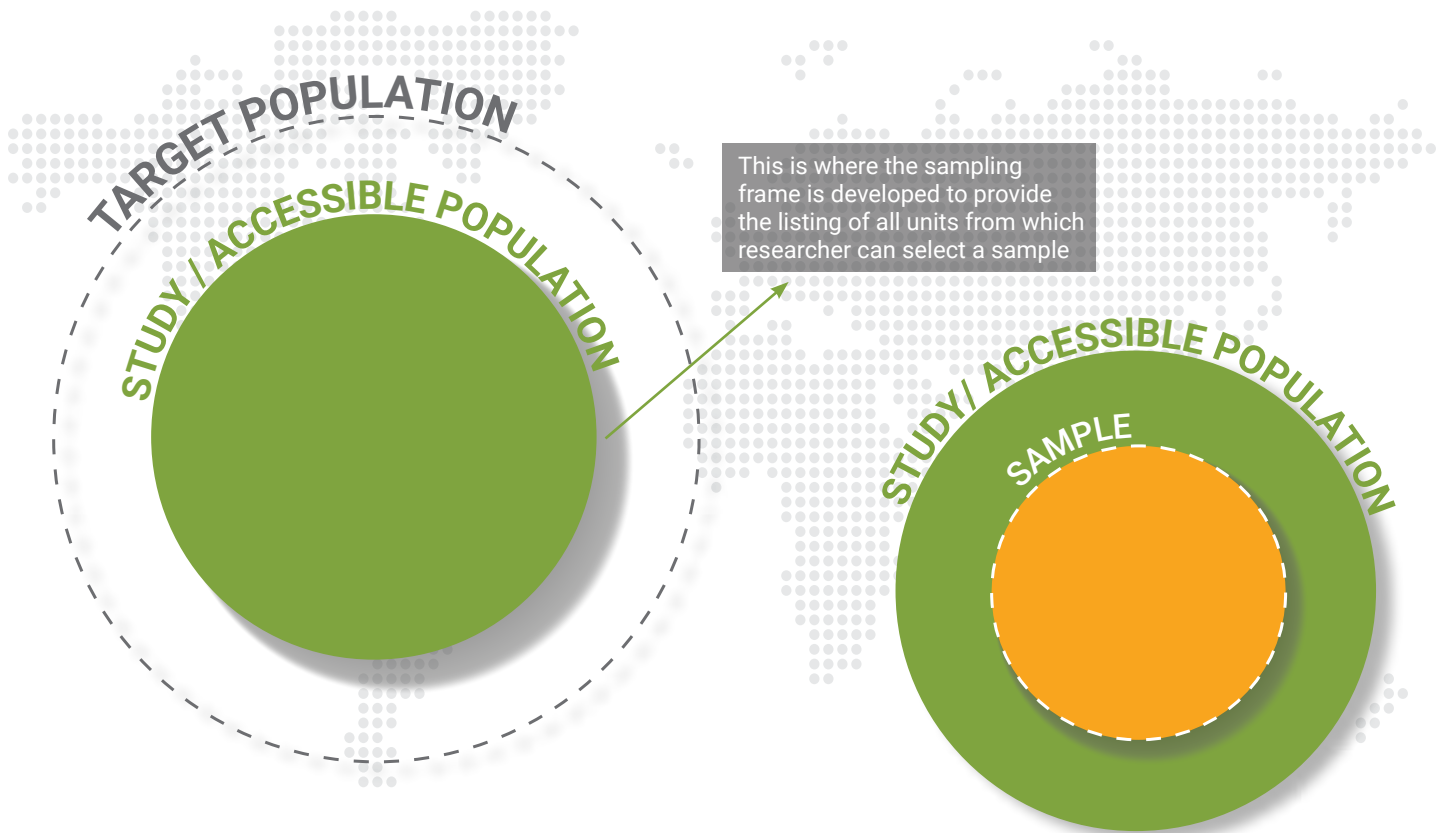 TARGET POPULATION
STUDY / ACCESSIBLE POPULATION
This is where the sampling
frame is developed to provide
the listing of all units from which
researcher can select a sample
STUDY/ ACCESSIBLE POPULATION
SAMPLE